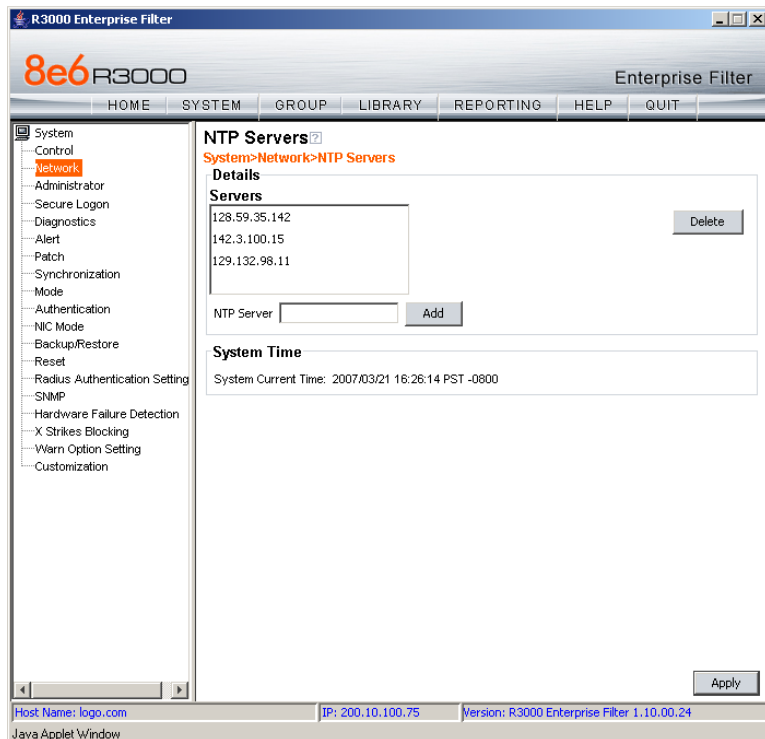 R3000 Enterprise Filter
8e6 R3000
Enterprise Filter
HOME SYSTEM GROUP LIBRARY REPORTING HELP QUIT
System
Control
Network
Administrator
Secure Logon
Diagnostics
Alert
Patch
Synchronization
Mode
Authentication
NIC Mode
Backup/Restore
Reset
Radius Authentication Setting
SNMP
Hardware Failure Detection
X Strikes Blocking
Warn Option Setting
Customization
NTP Servers?
System>Network>NTP Servers
Details
Servers
128.59.35.142
142.3.100.15
129.132.98.11
Delete
NTP Server
Add
System Time
System Current Time: 2007/03/21 16:26:14 PST -0800
Apply
Host Name: logo.com
IP: 200.10.100.75
Version: R3000 Enterprise Filter 1.10.00.24
Java Applet Window